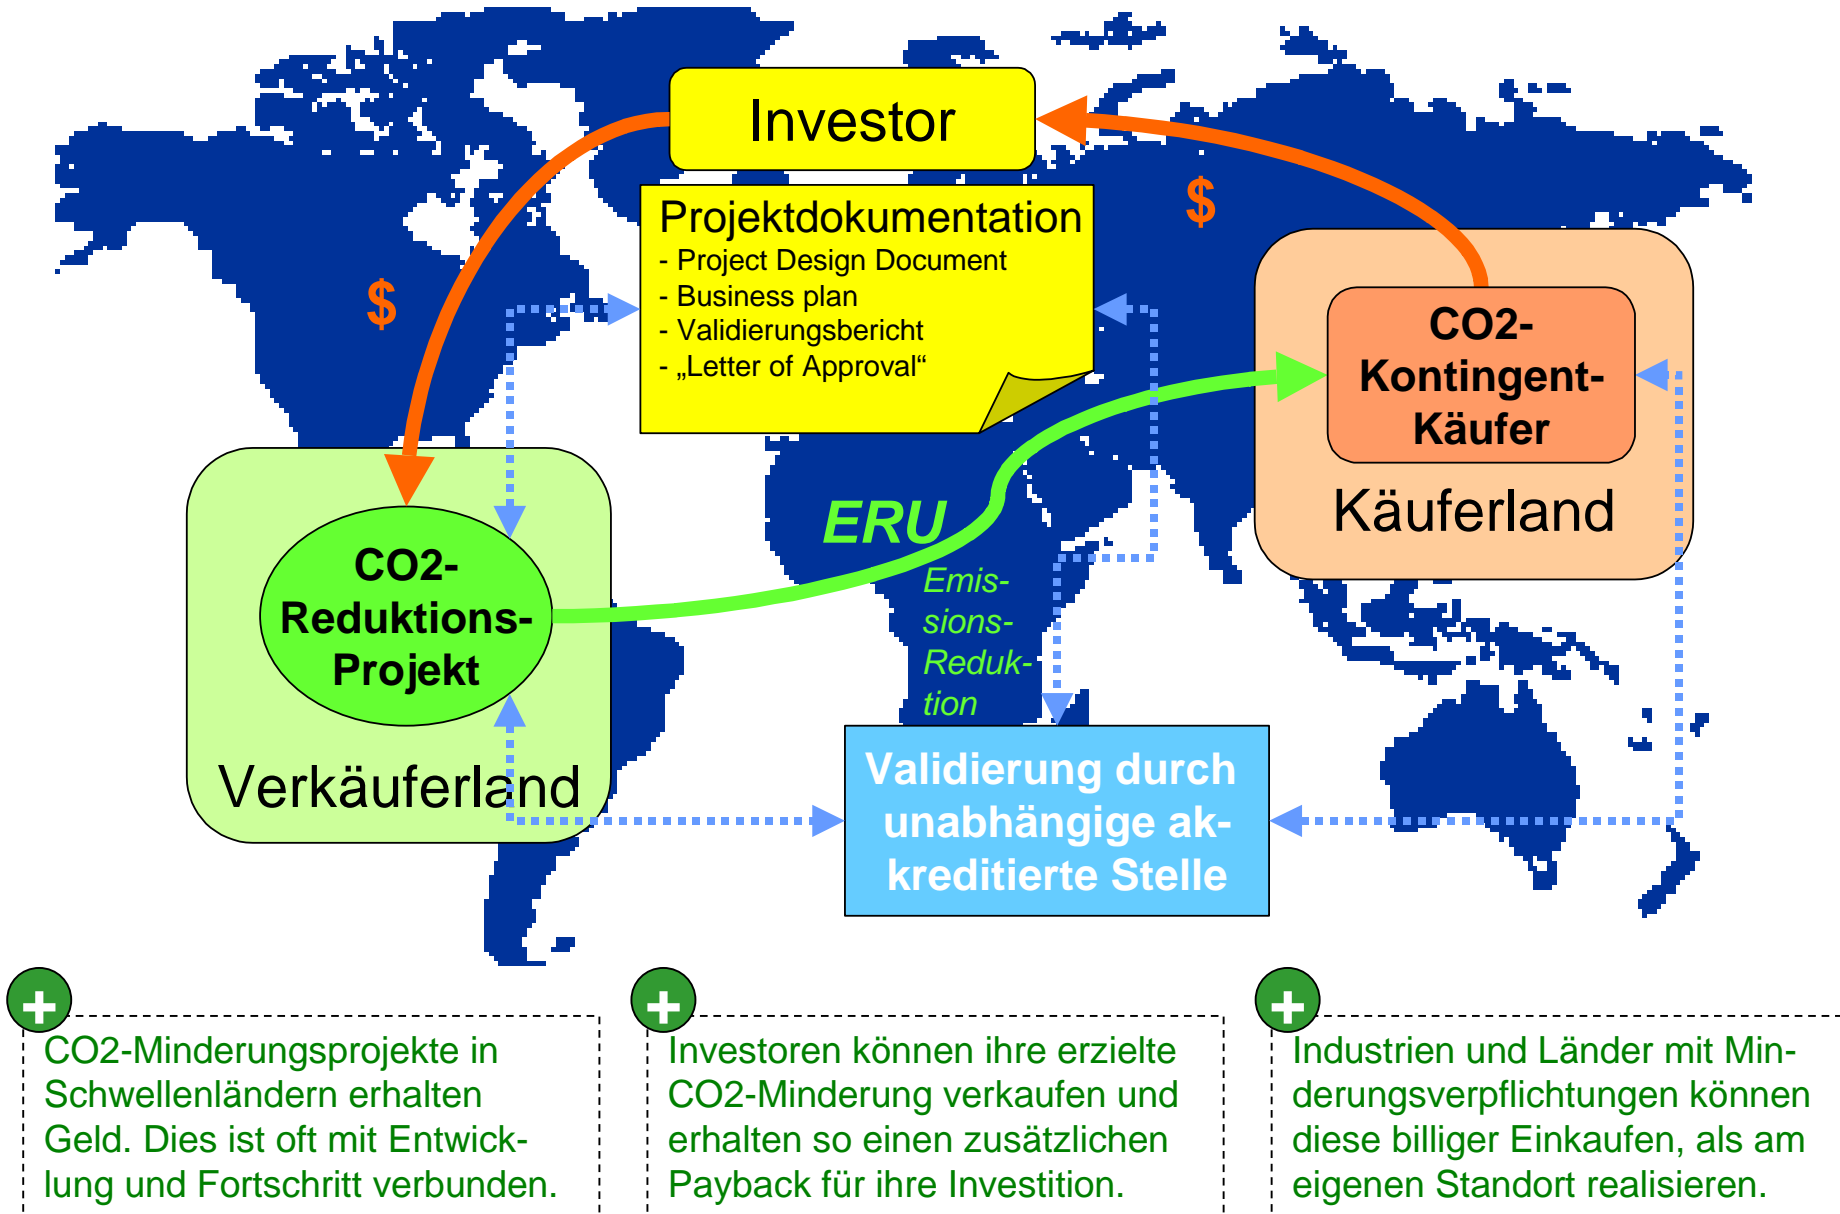 Investor
Projektdokumentation
- Project Design Document
- Business plan
- Validierungsbericht
- „Letter of Approval“
$
$
CO2-
Kontingent-
Käufer
Käuferland
CO2-
Reduktions-
Projekt
Verkäuferland
ERU
Emis-
sions-
Reduk-
tion
Validierung durch
unabhängige ak-
kreditierte Stelle
+
CO2-Minderungsprojekte in
Schwellenländern erhalten
Geld. Dies ist oft mit Entwick-
lung und Fortschritt verbunden.
+
Investoren können ihre erzielte
CO2-Minderung verkaufen und
erhalten so einen zusätzlichen
Payback für ihre Investition.
+
Industrien und Länder mit Min-
derungsverpflichtungen können
diese billiger Einkaufen, als am
eigenen Standort realisieren.